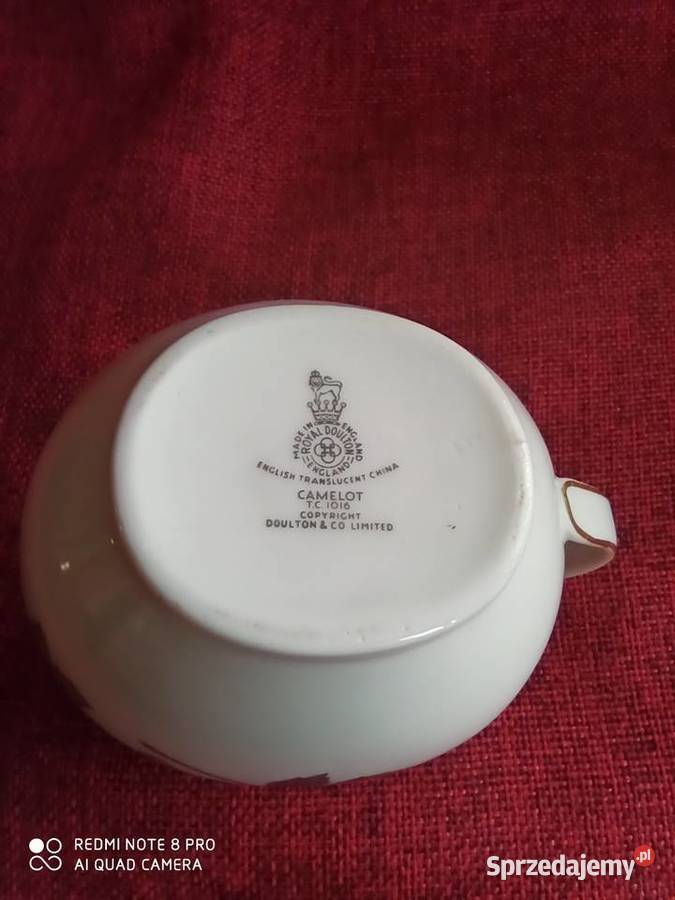 MADE IN ENGLAND
ROYAL DOULTON
ENGLAND
ENGLISH TRANSLUCENT CHINA
CAMELOT
T.C. 1016
COPYRIGHT
DOULTON & CO LIMITED
REDMI NOTE 8 PRO
AI QUAD CAMERA
Sprzedajemy.pl